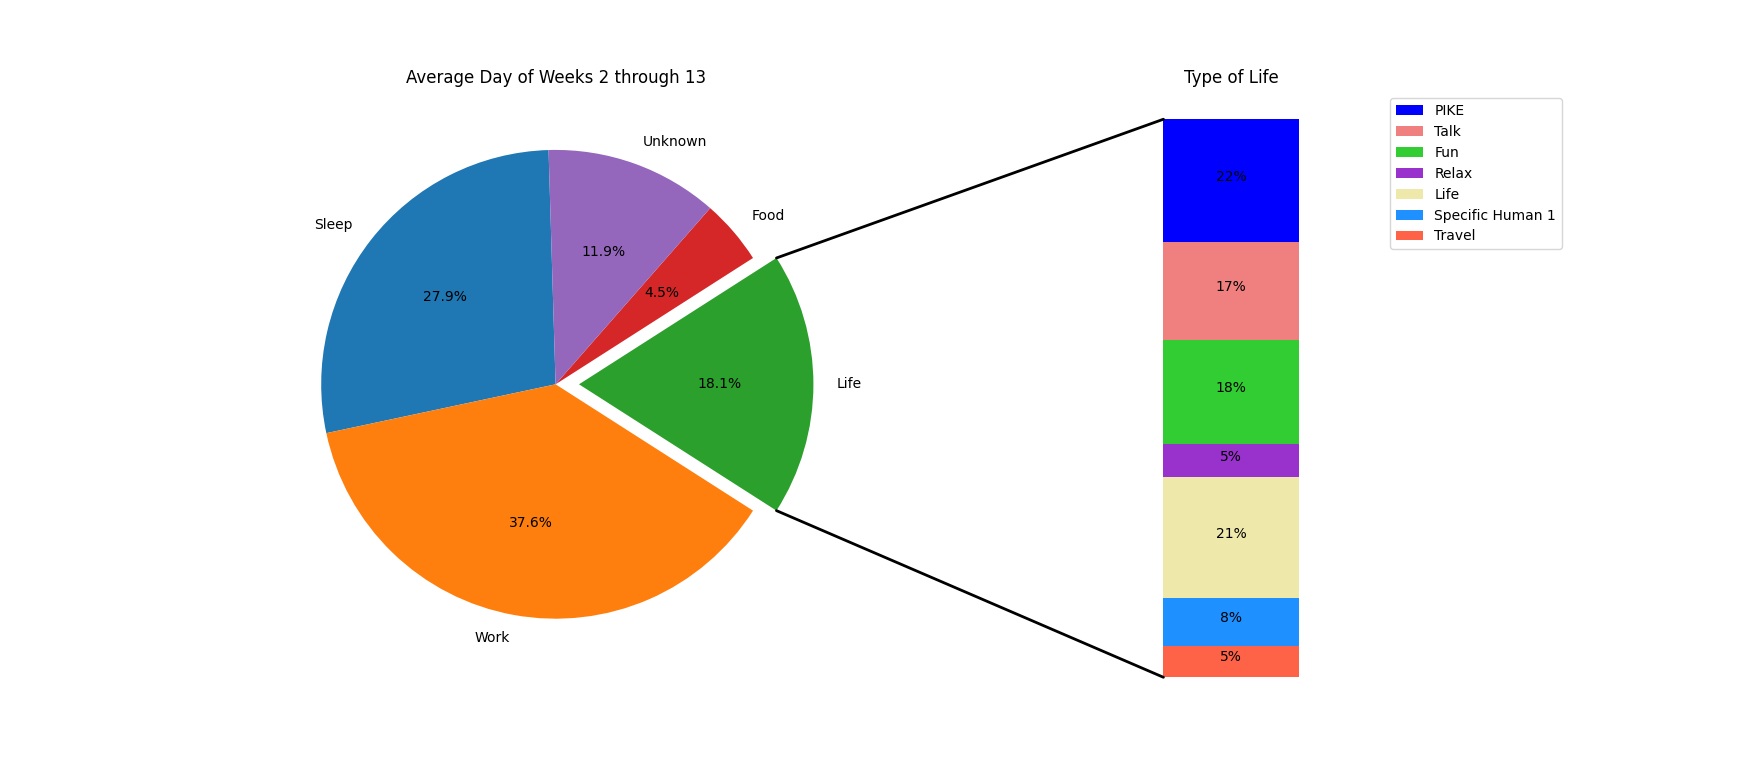 Average Day of Weeks 2 through 13
Unknown
Food
Sleep
11.9%
4.5%
27.9%
18.1%
Life
37.6%
Work
Type of Life
22%
17%
18%
5%
21%
8%
5%
PIKE
Talk
Fun
Relax
Life
Specific Human 1
Travel